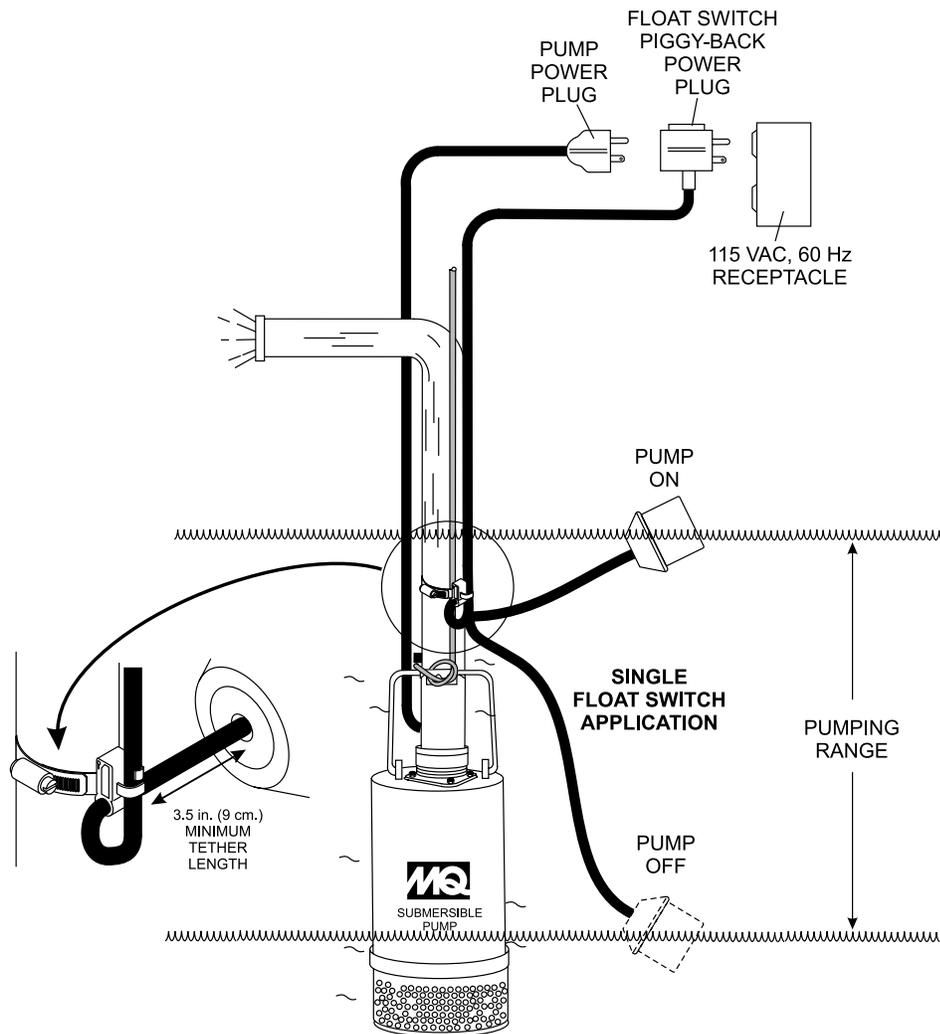 FLOAT SWITCH
PIGGY-BACK
POWER
PLUG
PUMP
POWER
PLUG
115 VAC, 60 Hz
RECEPTACLE
PUMP
ON
SINGLE
FLOAT SWITCH
APPLICATION
PUMPING
RANGE
3.5 in. (9 cm.)
MINIMUM
TETHER
LENGTH
PUMP
OFF
MQ
SUBMERSIBLE
PUMP